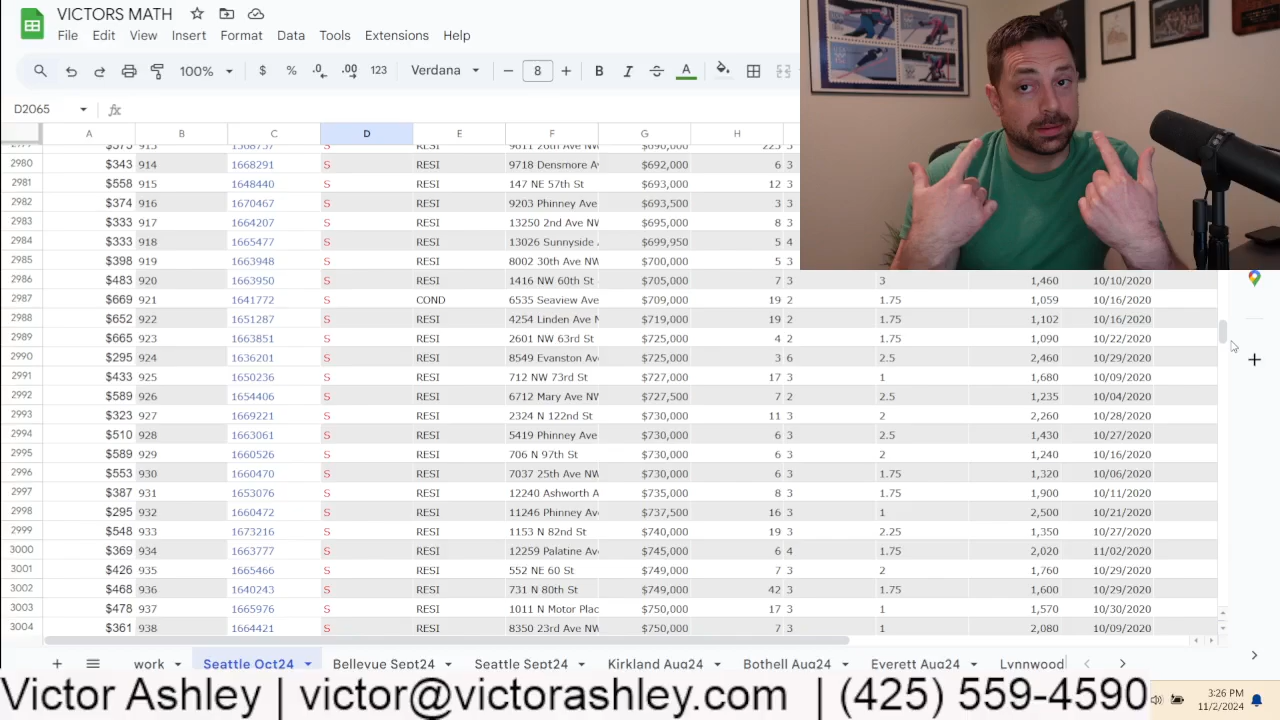 VICTORS MATH
File Edit View Insert Format Data Tools Extensions Help
100% $ % .0 .00 123 Verdana 8 B I A
D2065 fx
A B C D E F G H
2980 $343 914 1668291 S RESI 9718 Densmore A $692,000 6 3
2981 $558 915 1648440 S RESI 147 NE 57th St $693,000 12 3
2982 $374 916 1670467 S RESI 9203 Phinney Ave $693,500 3 3
2983 $333 917 1664207 S RESI 13250 2nd Ave NW $695,000 8 3
2984 $333 918 1665477 S RESI 13026 Sunnyside $699,950 5 4
2985 $398 919 1663948 S RESI 8002 30th Ave NW $700,000 5 3
2986 $483 920 1663950 S RESI 1416 NW 60th St $705,000 7 3 3 1,460 10/10/2020
2987 $669 921 1641772 S COND 6535 Seaview Ave $709,000 19 2 1.75 1,059 10/16/2020
2988 $652 922 1651287 S RESI 4254 Linden Ave N $719,000 19 2 1.75 1,102 10/16/2020
2989 $665 923 1663851 S RESI 2601 NW 63rd St $725,000 4 2 1.75 1,090 10/22/2020
2990 $295 924 1636201 S RESI 8549 Evanston Av $725,000 3 6 2.5 2,460 10/29/2020
2991 $433 925 1650236 S RESI 712 NW 73rd St $727,000 17 3 1 1,680 10/09/2020
2992 $589 926 1654406 S RESI 6712 Mary Ave NW $727,500 7 2 2.5 1,235 10/04/2020
2993 $323 927 1669221 S RESI 2324 N 122nd St $730,000 11 3 2 2,260 10/28/2020
2994 $510 928 1663061 S RESI 5419 Phinney Ave $730,000 6 3 2.5 1,430 10/27/2020
2995 $589 929 1660526 S RESI 706 N 97th St $730,000 6 3 2 1,240 10/16/2020
2996 $553 930 1660470 S RESI 7037 25th Ave NW $730,000 6 3 1.75 1,320 10/06/2020
2997 $387 931 1653076 S RESI 12240 Ashworth A $735,000 8 3 1.75 1,900 10/11/2020
2998 $295 932 1660472 S RESI 11246 Phinney Av $737,500 16 3 1 2,500 10/21/2020
2999 $548 933 1673216 S RESI 1153 N 82nd St $740,000 19 3 2.25 1,350 10/27/2020
3000 $369 934 1663777 S RESI 12259 Palatine Av $745,000 6 4 1.75 2,020 11/02/2020
3001 $426 935 1665466 S RESI 552 NE 60 St $749,000 7 3 2 1,760 10/29/2020
3002 $468 936 1640243 S RESI 731 N 80th St $749,000 42 3 1.75 1,600 10/29/2020
3003 $478 937 1665976 S RESI 1011 N Motor Plac $750,000 17 3 1 1,570 10/30/2020
3004 $361 938 1664421 S RESI 8350 23rd Ave NW $750,000 7 3 1 2,080 10/09/2020
work Seattle Oct24 Bellevue Sept24 Seattle Sept24 Kirkland Aug24 Bothell Aug24 Everett Aug24 Lynnwood
Victor Ashley | victor@victorashley.com | (425) 559-4590
3:26 PM
11/2/2024